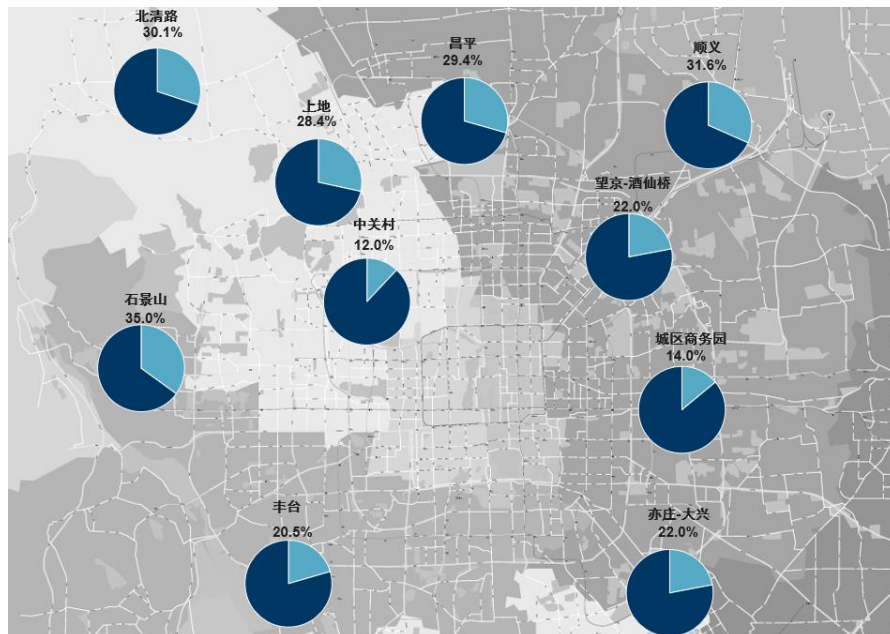 北清路
30.1%
昌平
29.4%
顺义
31.6%
上地
28.4%
望京-酒仙桥
22.0%
中关村
12.0%
石景山
35.0%
城区商务园
14.0%
丰台
20.5%
亦庄-大兴
22.0%